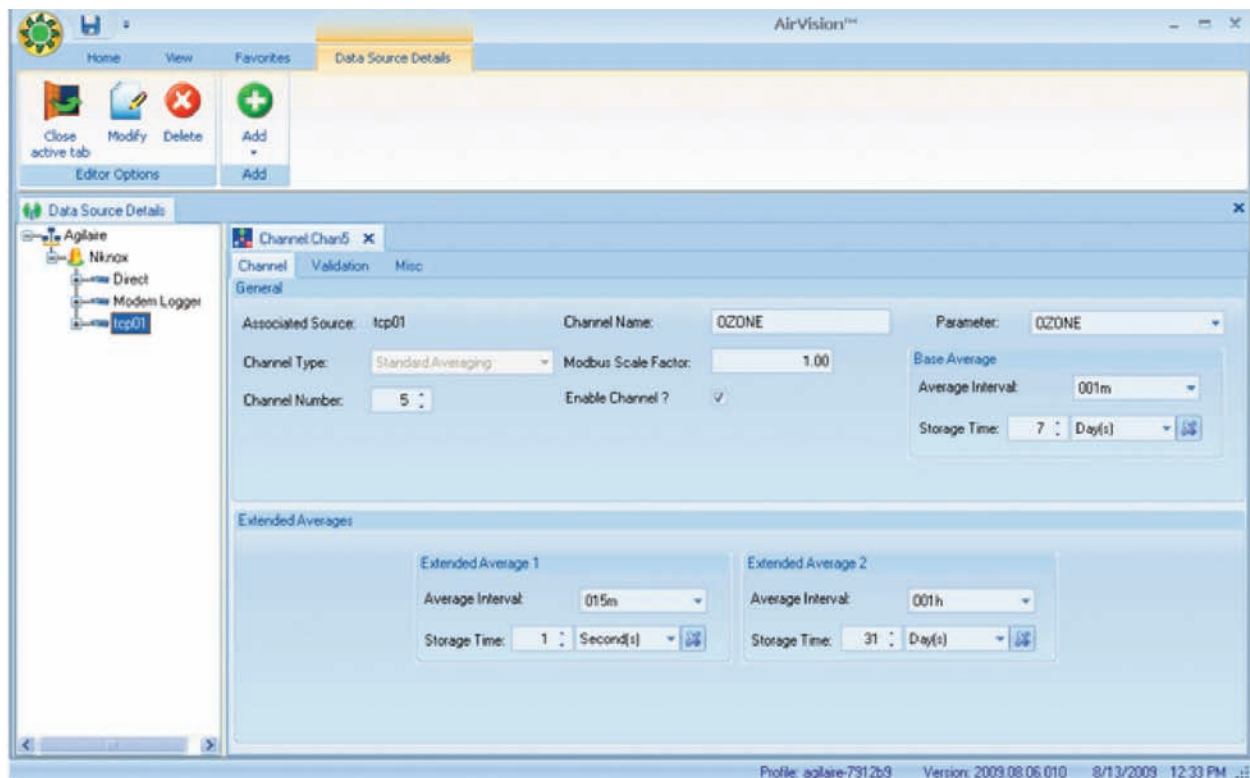 AirVision™
Home View Favorites Data Source Details
Close active tab Modify Delete Add
Editor Options Add
Data Source Details
Agilaire
Nknox
Direct
Modem Logger
tcp01
Channel:Chan5
Channel Validation Misc
General
Associated Source: tcp01 Channel Name: OZONE Parameter: OZONE
Channel Type: Standard Averaging Modbus Scale Factor: 1.00 Base Average
Channel Number: 5 Enable Channel ? Average Interval: 001m
Storage Time: 7 Day(s)
Extended Averages
Extended Average 1 Extended Average 2
Average Interval: 015m Average Interval: 001h
Storage Time: 1 Second(s) Storage Time: 31 Day(s)
Profile: agilaire-7912b9 Version: 2009.08.06.010 8/13/2009 12:33 PM